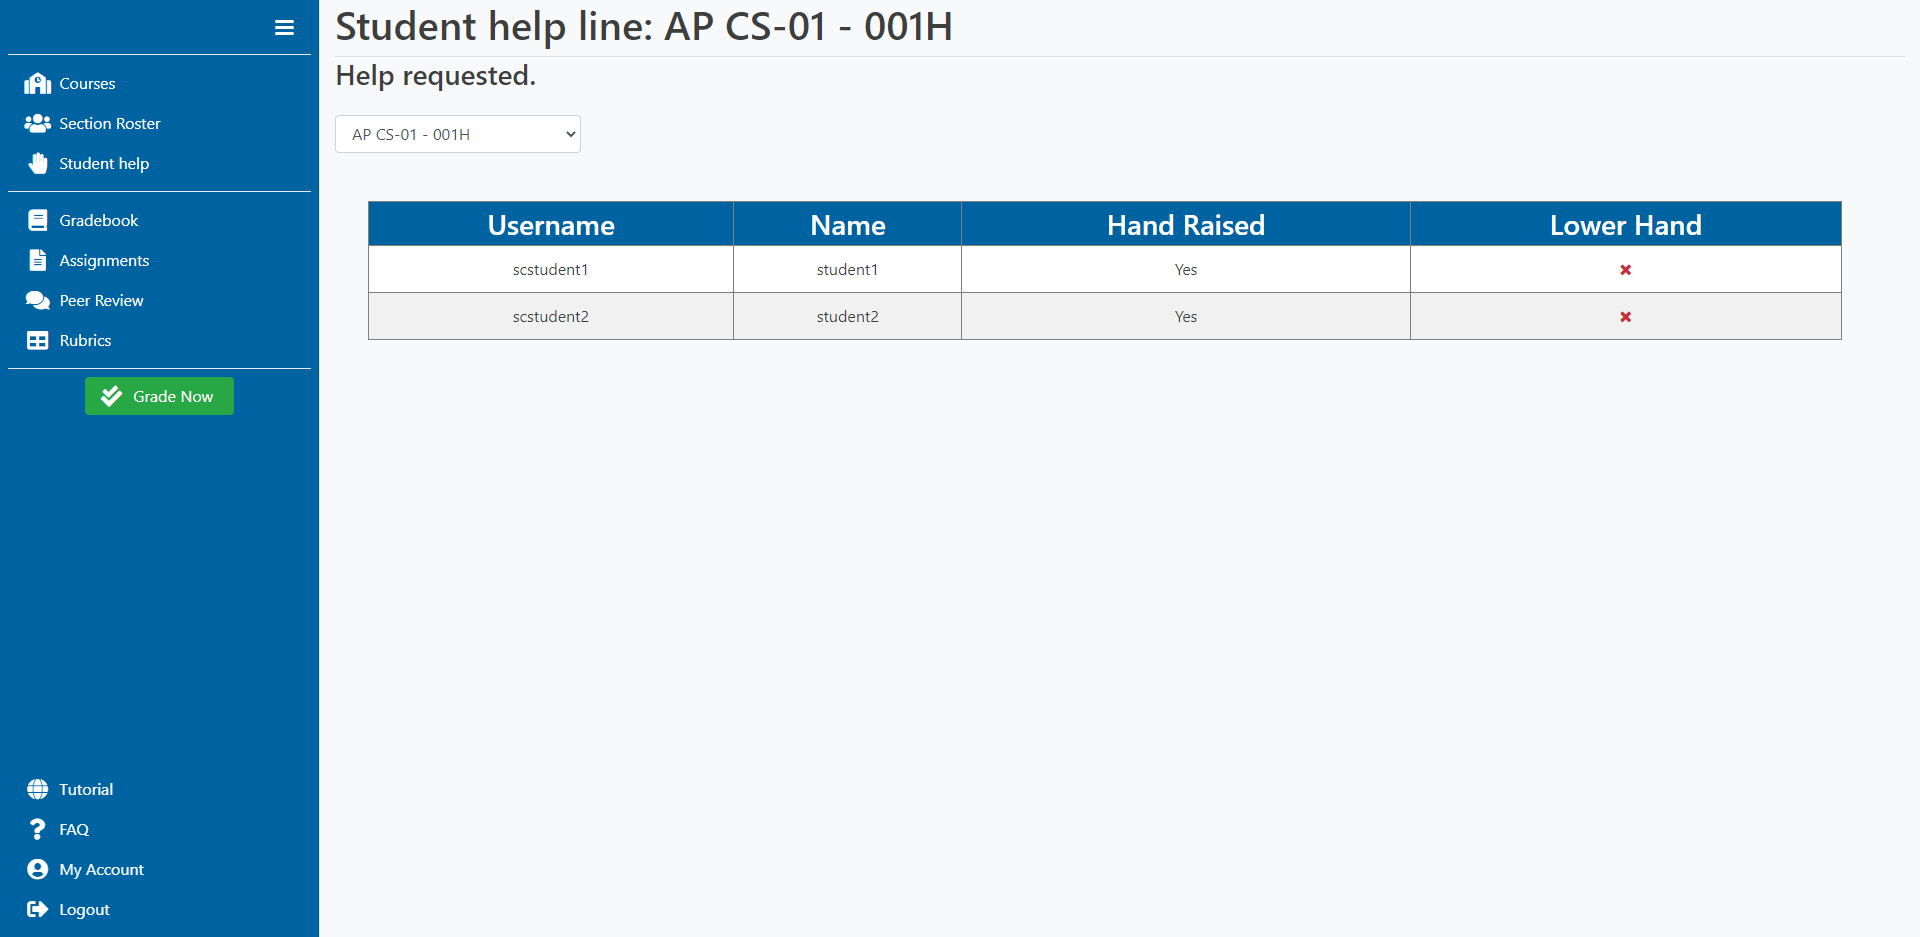 Courses
Section Roster
Student help
Gradebook
Assignments
Peer Review
Rubrics
Grade Now
Tutorial
FAQ
My Account
Logout
Student help line: AP CS-01 - 001H
Help requested.
AP CS-01 - 001H
Username Name Hand Raised Lower Hand
scstudent1 student1 Yes
scstudent2 student2 Yes